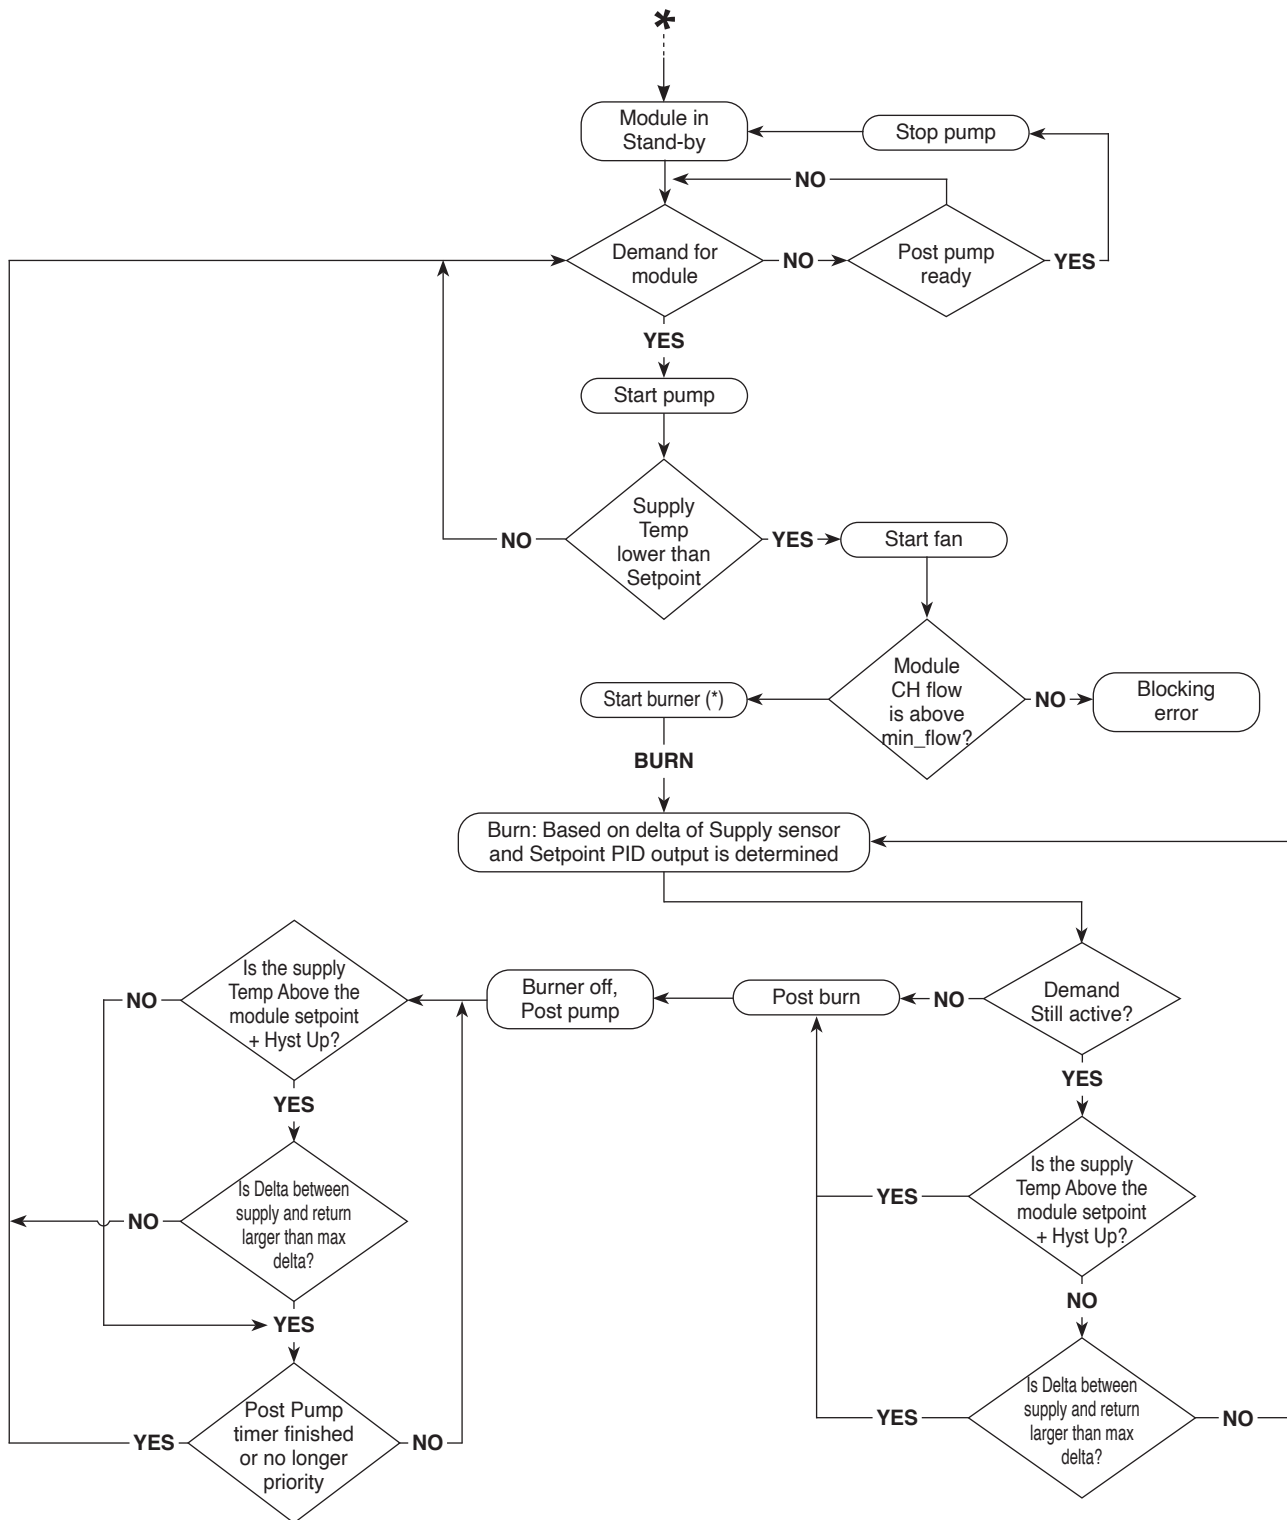 *
Module in
Stand-by
Stop pump
NO
Demand for
module
NO
Post pump
ready
YES
YES
Start pump
Supply
Temp
lower than
Setpoint
NO
YES
Start fan
Module
CH flow
is above
min_flow?
Start burner (*)
NO
Blocking
error
BURN
Burn: Based on delta of Supply sensor
and Setpoint PID output is determined
Is the supply
Temp Above the
module setpoint
+ Hyst Up?
NO
Burner off,
Post pump
Post burn
NO
Demand
Still active?
YES
YES
Is Delta between
supply and return
larger than max
delta?
NO
YES
Is the supply
Temp Above the
module setpoint
+ Hyst Up?
YES
NO
Post Pump
timer finished
or no longer
priority
YES
NO
Is Delta between
supply and return
larger than max
delta?
YES
NO